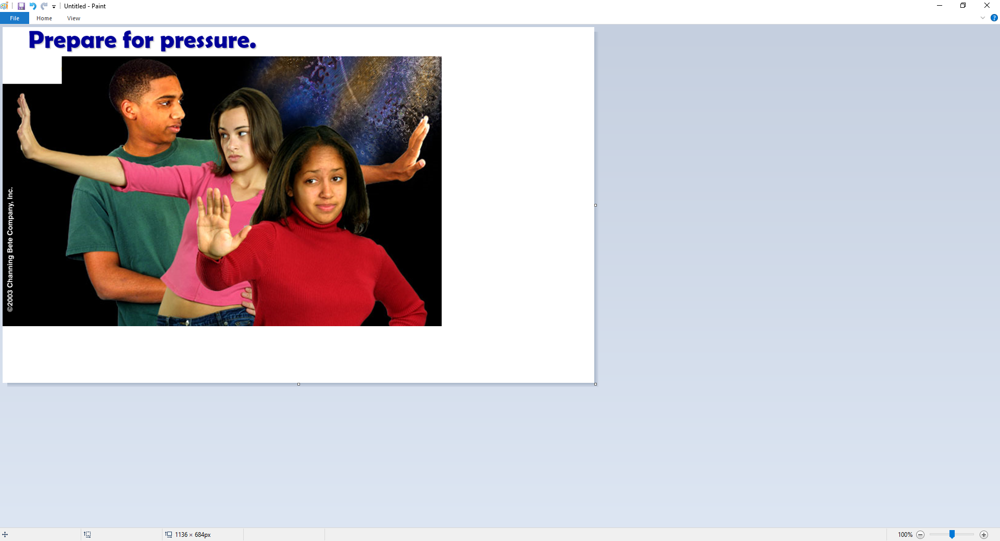 Untitled - Paint
File Home View
Prepare for pressure.
©2003 Channing Bete Company, Inc.
1136 × 684px
100%